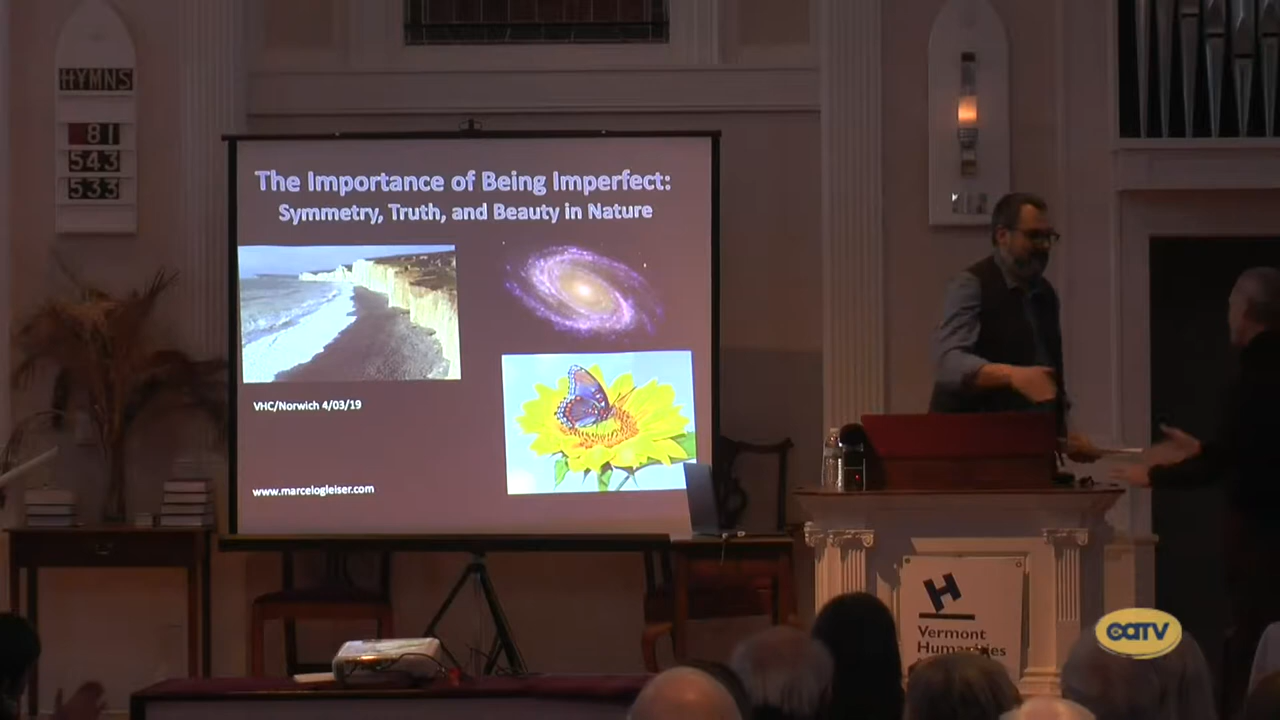 HYMNS
81
543
533
The Importance of Being Imperfect:
Symmetry, Truth, and Beauty in Nature
VHC/Norwich 4/03/19
www.marcelogleiser.com
H
Vermont
Humanities
CATV